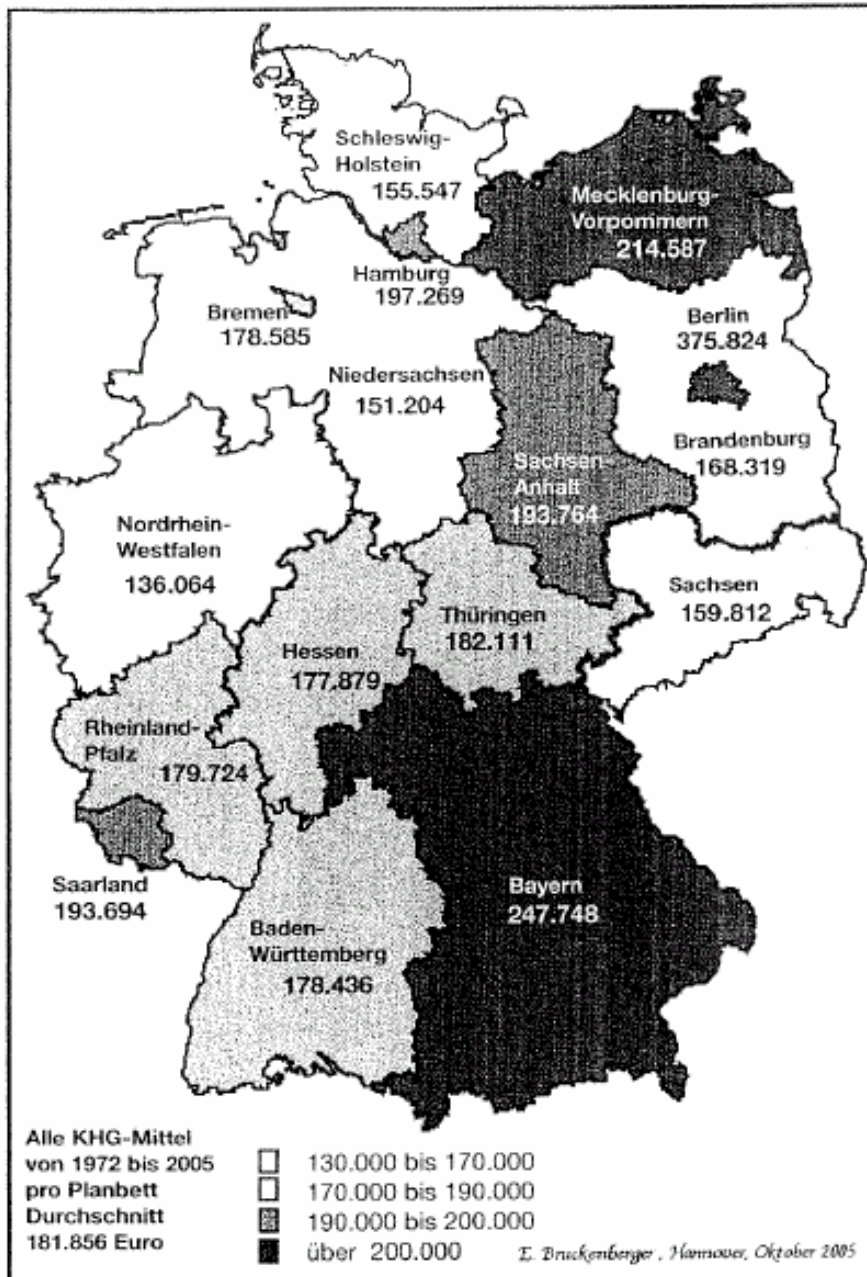 Schleswig-
Holstein
155.547
Mecklenburg-
Vorpommern
214.587
Hamburg
197.269
Bremen
178.585
Berlin
375.824
Niedersachsen
151.204
Brandenburg
168.319
Sachsen-
Anhalt
193.764
Nordrhein-
Westfalen
136.064
Sachsen
159.812
Thüringen
182.111
Hessen
177.879
Rheinland-
Pfalz
179.724
Saarland
193.694
Bayern
247.748
Baden-
Württemberg
178.436
Alle KHG-Mittel
von 1972 bis 2005
pro Planbett
Durchschnitt
181.856 Euro
130.000 bis 170.000
170.000 bis 190.000
190.000 bis 200.000
über 200.000
E. Bruckenberger, Hannover, Oktober 2005